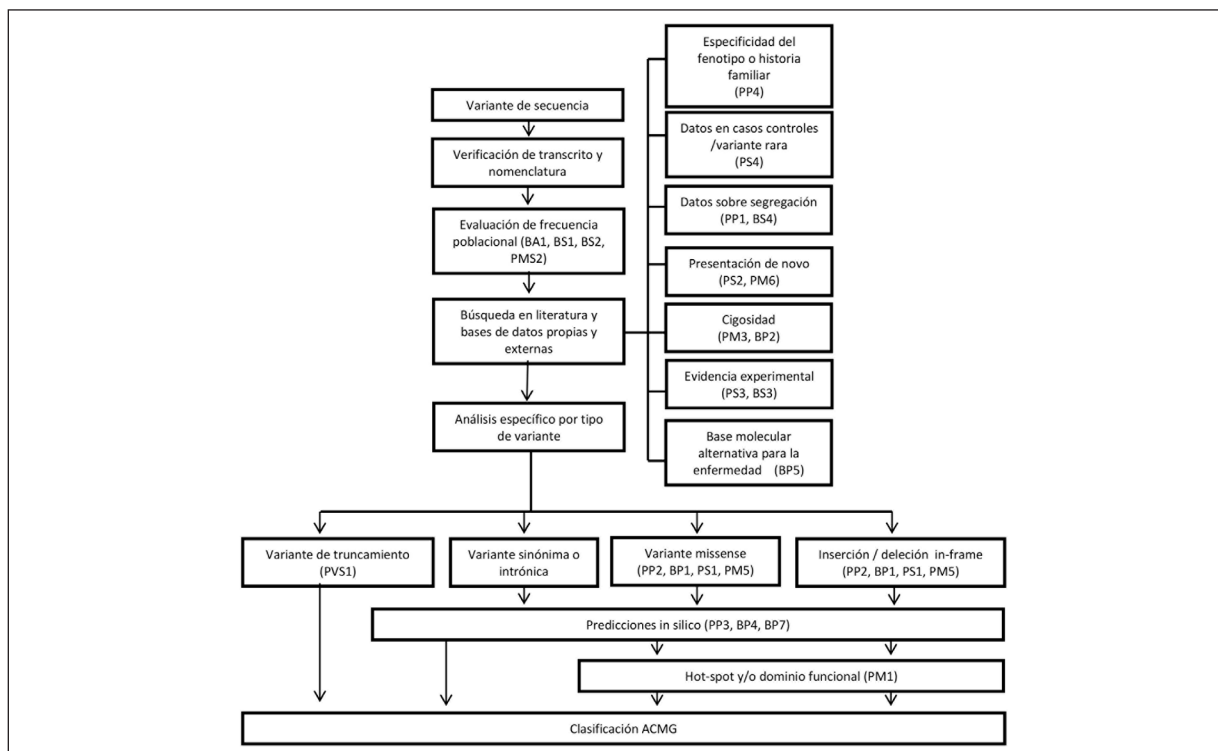 Variante de secuencia
Verificación de transcrito y
nomenclatura
Evaluación de frecuencia
poblacional (BA1, BS1, BS2,
PMS2)
Búsqueda en literatura y
bases de datos propias y
externas
Análisis específico por tipo
de variante
Especificidad del
fenotipo o historia
familiar
(PP4)
Datos en casos controles
/variante rara
(PS4)
Datos sobre segregación
(PP1, BS4)
Presentación de novo
(PS2, PM6)
Cigosidad
(PM3, BP2)
Evidencia experimental
(PS3, BS3)
Base molecular
alternativa para la
enfermedad (BP5)
Variante de truncamiento
(PVS1)
Variante sinónima o
intrónica
Variante missense
(PP2, BP1, PS1, PM5)
Inserción / deleción in-frame
(PP2, BP1, PS1, PM5)
Predicciones in silico (PP3, BP4, BP7)
Hot-spot y/o dominio funcional (PM1)
Clasificación ACMG